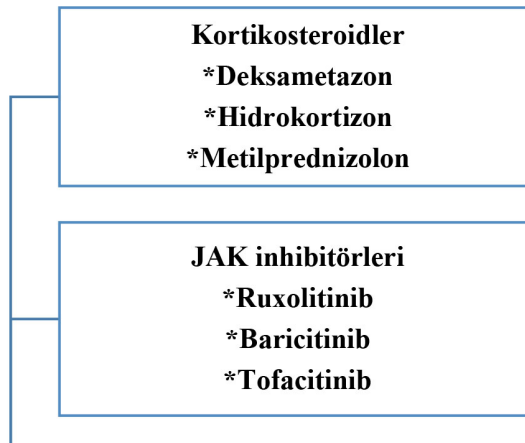 Kortikosteroidler
*Deksametazon
*Hidrokortizon
*Metilprednizolon
JAK inhibitörleri
*Ruxolitinib
*Baricitinib
*Tofacitinib